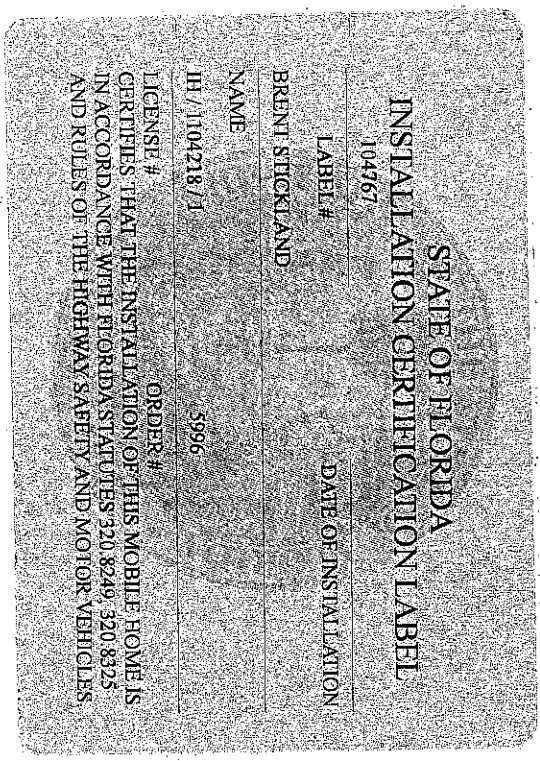 STATE OF FLORIDA
INSTALLATION CERTIFICATION LABEL
104767
LABEL # DATE OF INSTALLATION
BRENT STICKLAND
NAME
IH / 1104218 / 1 5996
LICENSE # ORDER #
CERTIFIES THAT THE INSTALLATION OF THIS MOBILE HOME IS
IN ACCORDANCE WITH FLORIDA STATUTES 320.8249, 320.8325
AND RULES OF THE HIGHWAY SAFETY AND MOTOR VEHICLES.